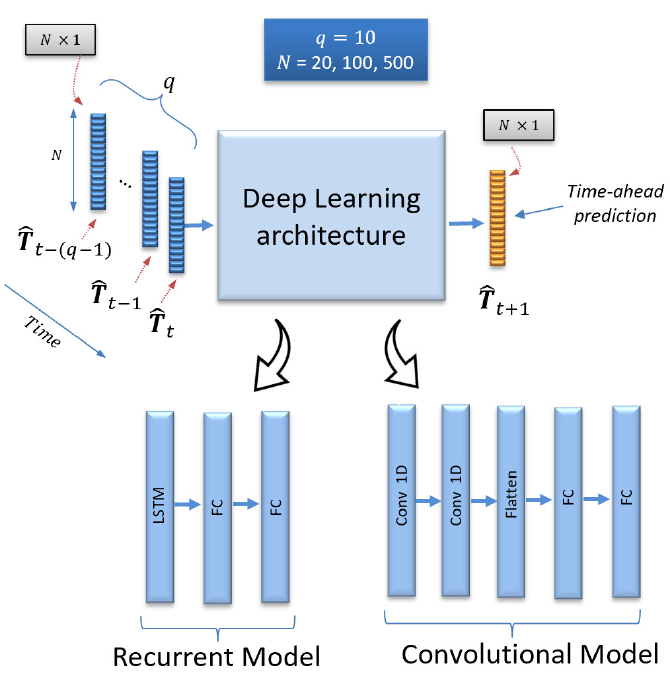 N × 1
q = 10
N = 20, 100, 500
q
N
N × 1
...
Deep Learning
architecture
Time-ahead
prediction
T̂t−(q−1)
T̂t−1
T̂t
T̂t+1
Time
LSTM
FC
FC
Conv 1D
Conv 1D
Flatten
FC
FC
Recurrent Model
Convolutional Model